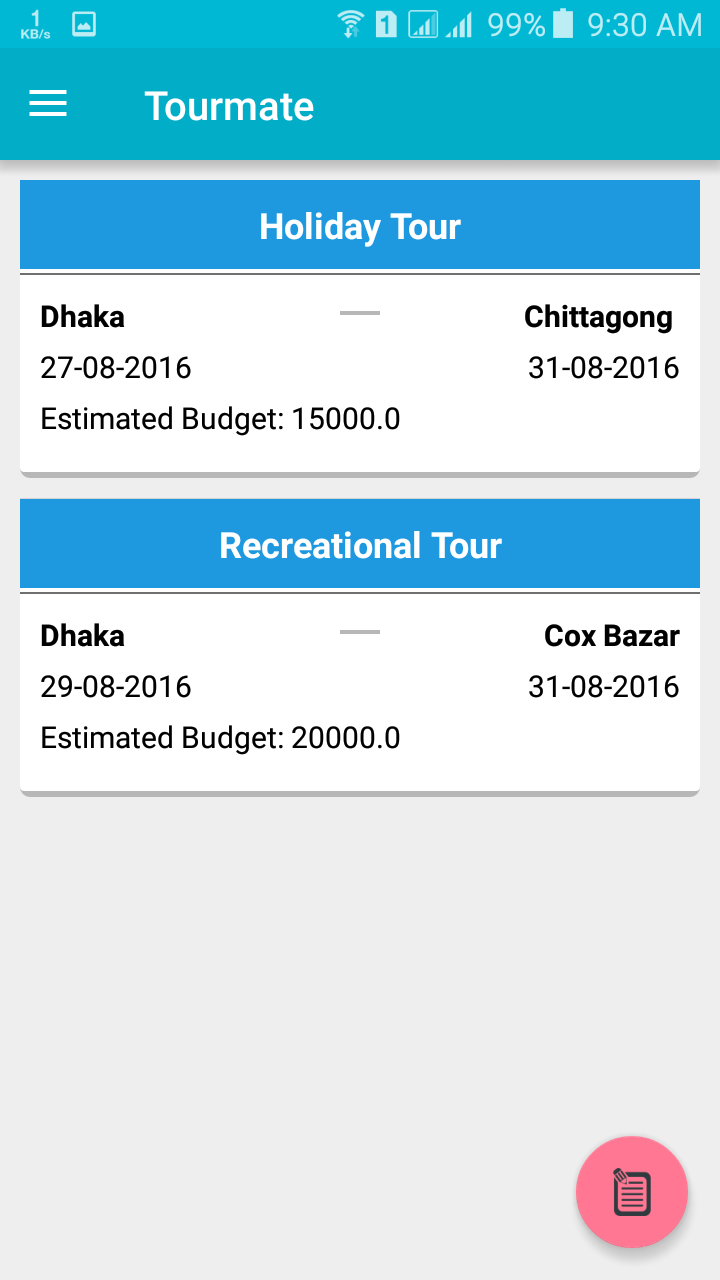 1
KB/s
1
99%
9:30 AM
Tourmate
Holiday Tour
Dhaka
Chittagong
27-08-2016
31-08-2016
Estimated Budget: 15000.0
Recreational Tour
Dhaka
Cox Bazar
29-08-2016
31-08-2016
Estimated Budget: 20000.0